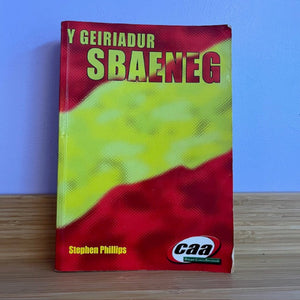 Y GEIRIADUR
SBAENEG
Stephen Phillips
caa